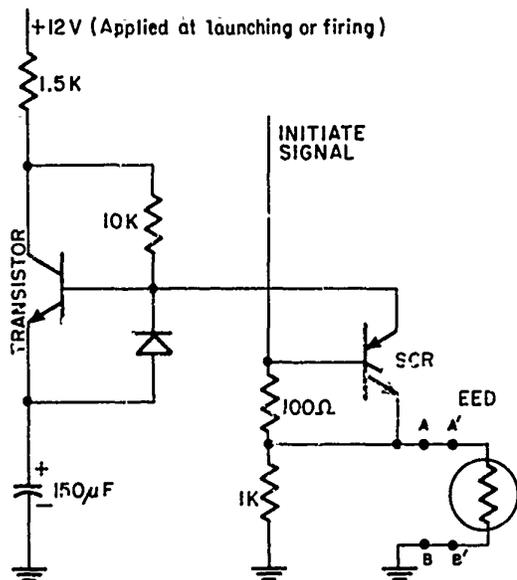 +12V (Applied at launching or firing)
1.5K
INITIATE
SIGNAL
10K
TRANSISTOR
SCR
EED
100Ω
A A'
+
150μF
−
1K
B B'